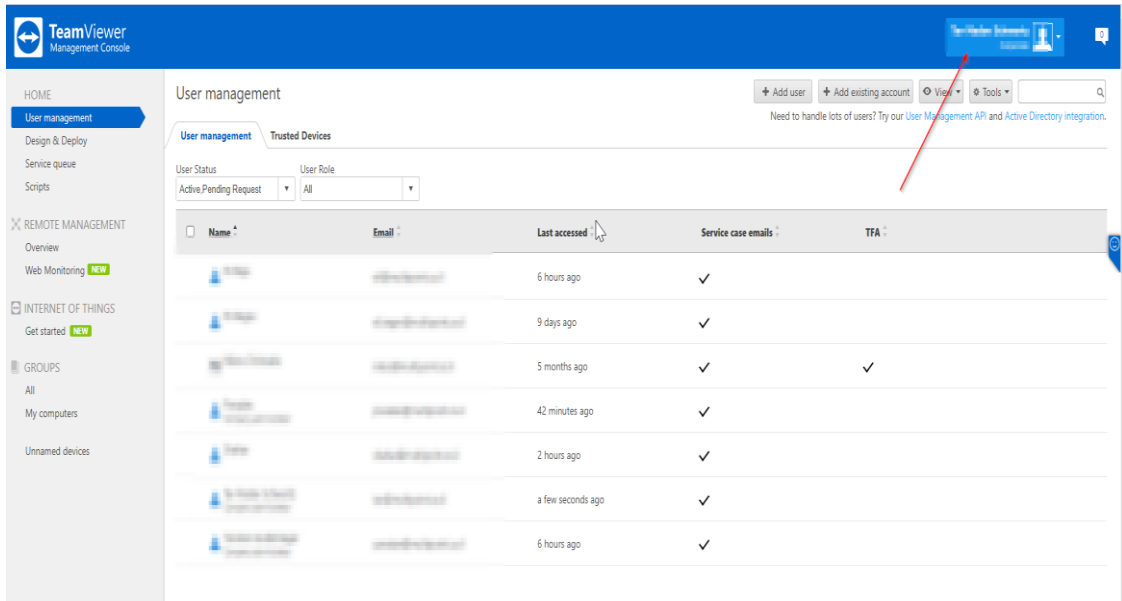 TeamViewer
Management Console
0
HOME
User management
Design & Deploy
Service queue
Scripts
REMOTE MANAGEMENT
Overview
Web Monitoring NEW
INTERNET OF THINGS
Get started NEW
GROUPS
All
My computers
Unnamed devices
User management
+ Add user
+ Add existing account
View
Tools
Need to handle lots of users? Try our User Management API and Active Directory integration.
User management Trusted Devices
User Status User Role
Active,Pending Request All
Name Email Last accessed Service case emails TFA
6 hours ago
9 days ago
5 months ago
42 minutes ago
2 hours ago
a few seconds ago
6 hours ago